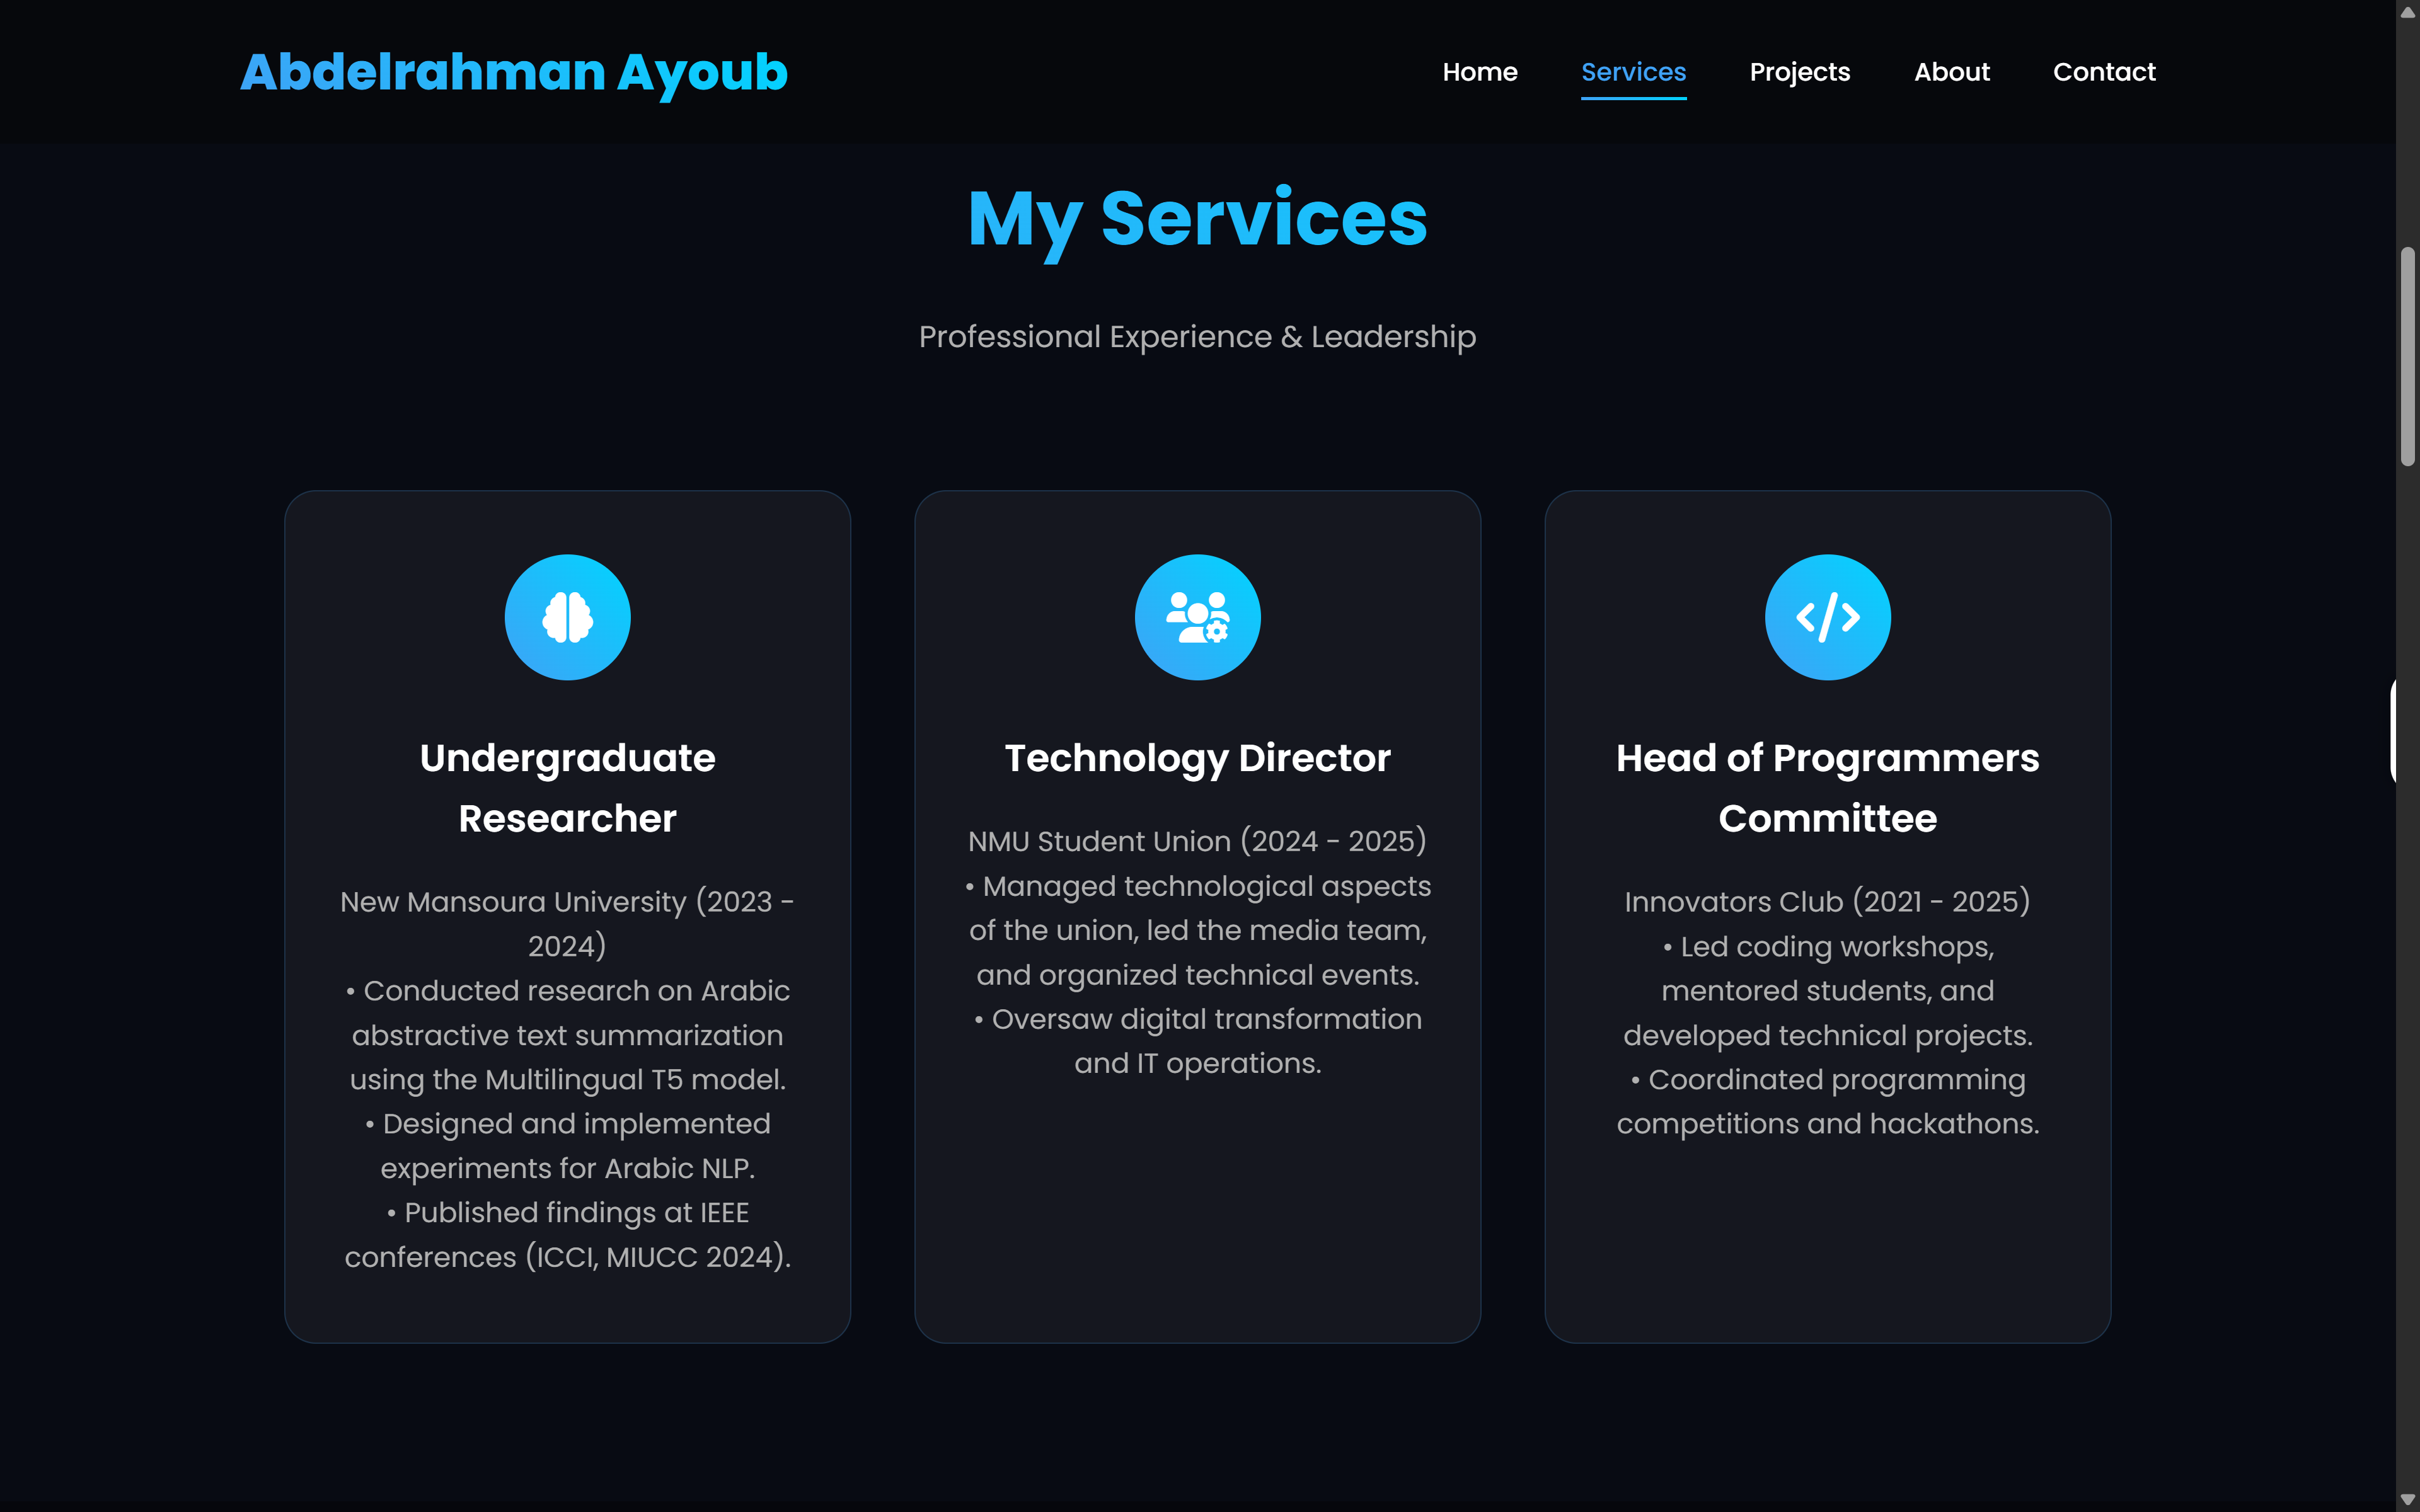 Abdelrahman Ayoub
Home Services Projects About Contact
My Services
Professional Experience & Leadership
Undergraduate
Researcher
New Mansoura University (2023 -
2024)
• Conducted research on Arabic
abstractive text summarization
using the Multilingual T5 model.
• Designed and implemented
experiments for Arabic NLP.
• Published findings at IEEE
conferences (ICCI, MIUCC 2024).
Technology Director
NMU Student Union (2024 - 2025)
• Managed technological aspects
of the union, led the media team,
and organized technical events.
• Oversaw digital transformation
and IT operations.
Head of Programmers
Committee
Innovators Club (2021 - 2025)
• Led coding workshops,
mentored students, and
developed technical projects.
• Coordinated programming
competitions and hackathons.